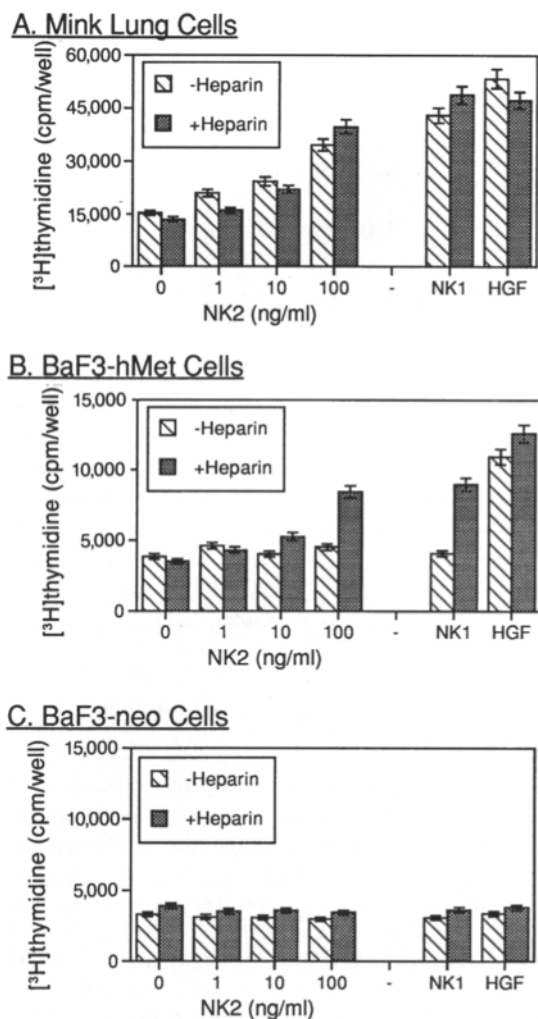 A. Mink Lung Cells
[³H]thymidine (cpm/well)
60,000
45,000
30,000
15,000
0
-Heparin
+Heparin
0 1 10 100 - NK1 HGF
NK2 (ng/ml)
B. BaF3-hMet Cells
[³H]thymidine (cpm/well)
15,000
10,000
5,000
0
-Heparin
+Heparin
0 1 10 100 - NK1 HGF
NK2 (ng/ml)
C. BaF3-neo Cells
[³H]thymidine (cpm/well)
15,000
10,000
5,000
0
-Heparin
+Heparin
0 1 10 100 - NK1 HGF
NK2 (ng/ml)